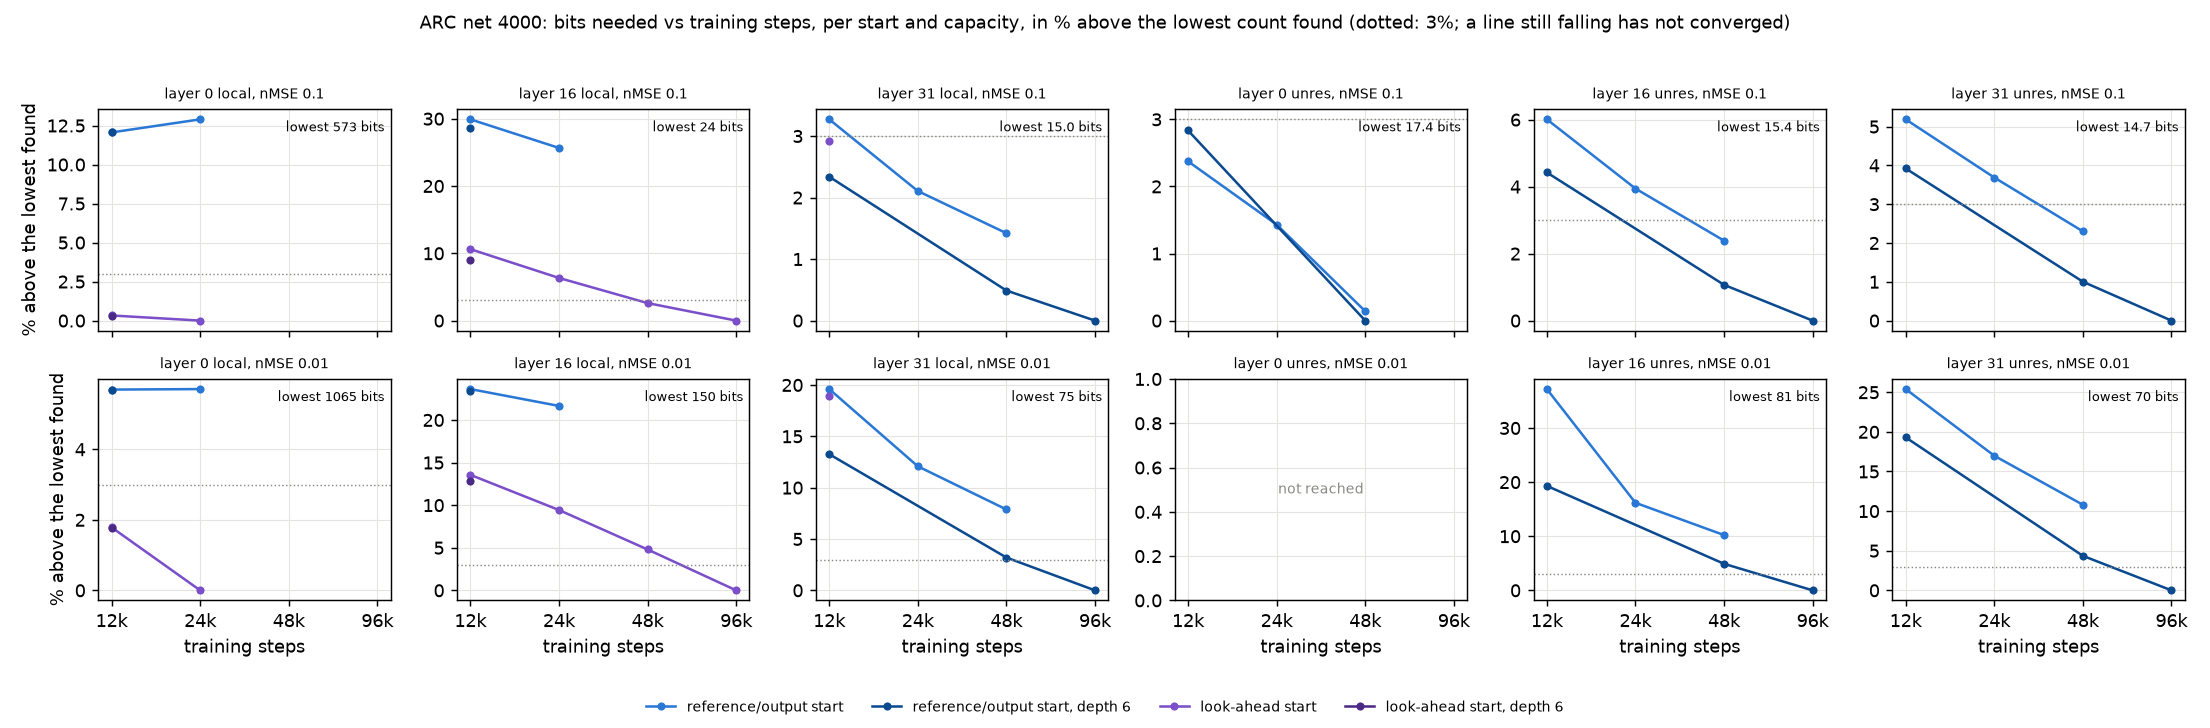 ARC net 4000: bits needed vs training steps, per start and capacity, in % above the lowest count found (dotted: 3%; a line still falling has not converged)
layer 0 local, nMSE 0.1
% above the lowest found
12.5
10.0
7.5
5.0
2.5
0.0
lowest 573 bits
layer 16 local, nMSE 0.1
30
20
10
0
lowest 24 bits
layer 31 local, nMSE 0.1
3
2
1
0
lowest 15.0 bits
layer 0 unres, nMSE 0.1
3
2
1
0
lowest 17.4 bits
layer 16 unres, nMSE 0.1
6
4
2
0
lowest 15.4 bits
layer 31 unres, nMSE 0.1
5
4
3
2
1
0
lowest 14.7 bits
layer 0 local, nMSE 0.01
% above the lowest found
4
2
0
lowest 1065 bits
12k 24k 48k 96k
training steps
layer 16 local, nMSE 0.01
20
15
10
5
0
lowest 150 bits
12k 24k 48k 96k
training steps
layer 31 local, nMSE 0.01
20
15
10
5
0
lowest 75 bits
12k 24k 48k 96k
training steps
layer 0 unres, nMSE 0.01
1.0
0.8
0.6
0.4
0.2
0.0
not reached
12k 24k 48k 96k
training steps
layer 16 unres, nMSE 0.01
30
20
10
0
lowest 81 bits
12k 24k 48k 96k
training steps
layer 31 unres, nMSE 0.01
25
20
15
10
5
0
lowest 70 bits
12k 24k 48k 96k
training steps
reference/output start
reference/output start, depth 6
look-ahead start
look-ahead start, depth 6